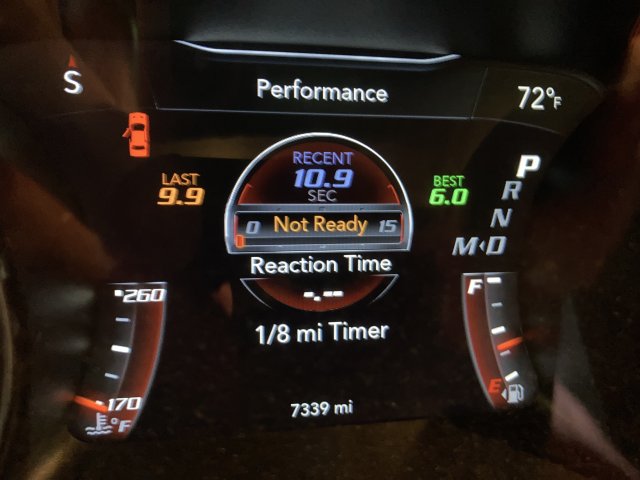 S
Performance
72°F
RECENT
10.9
SEC
LAST
9.9
BEST
6.0
P
R
N
M D
0 Not Ready 15
Reaction Time
-.--
1/8 mi Timer
260
170
°F
F
E
7339 mi